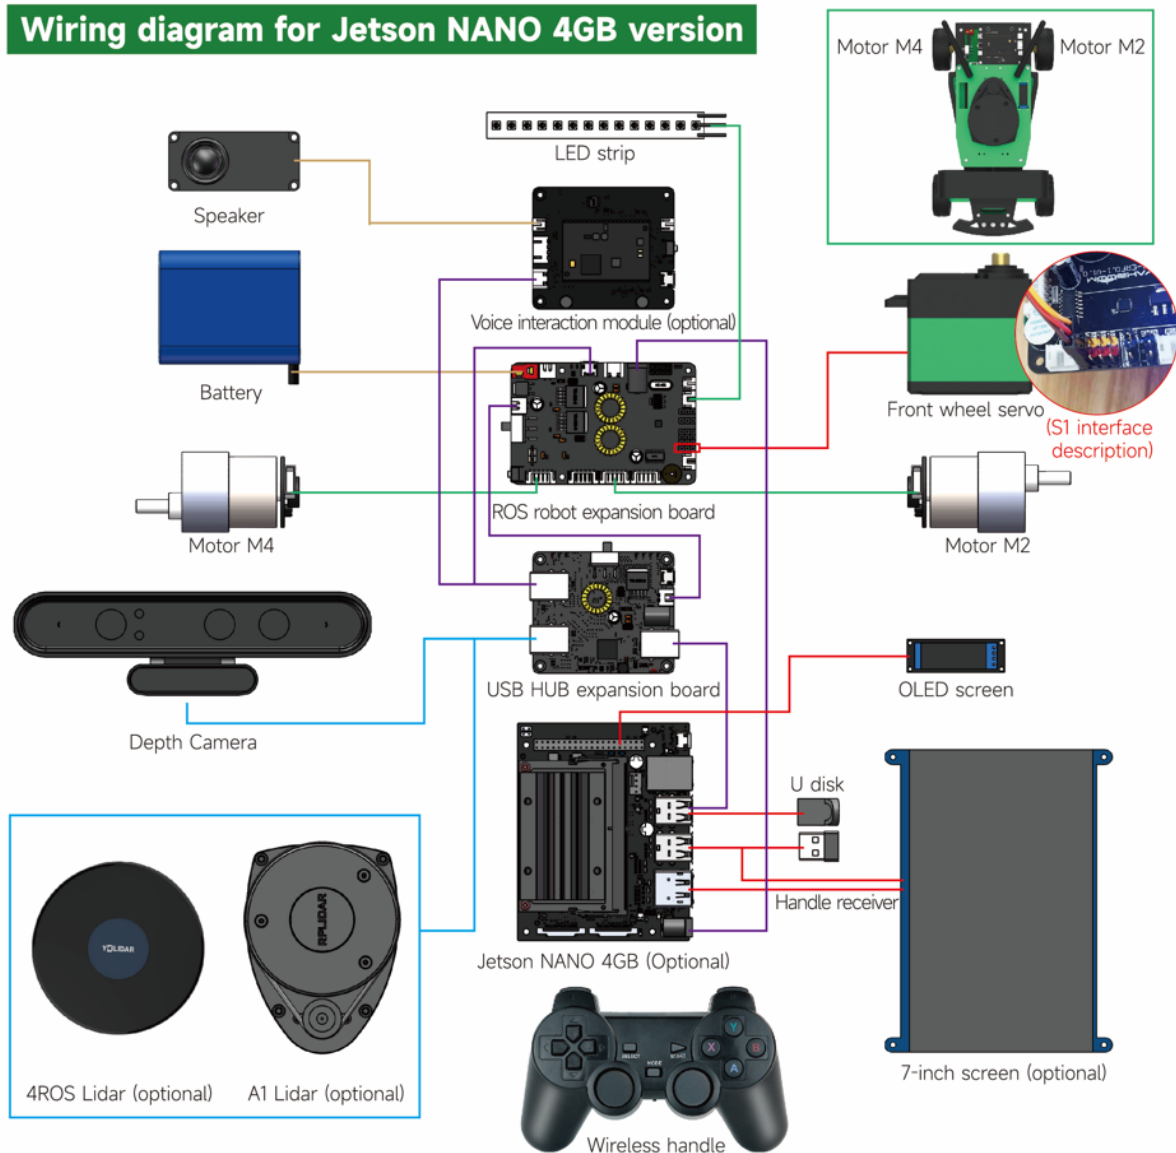 Wiring diagram for Jetson NANO 4GB version
Motor M4
Motor M2
LED strip
Speaker
Voice interaction module (optional)
Battery
Front wheel servo
(S1 interface
description)
ROS robot expansion board
Motor M4
Motor M2
USB HUB expansion board
OLED screen
Depth Camera
U disk
Handle receiver
RPLIDAR
YDLIDAR
Jetson NANO 4GB (Optional)
4ROS Lidar (optional)
A1 Lidar (optional)
SELECT
MODE
START
Y
X
B
A
7-inch screen (optional)
Wireless handle